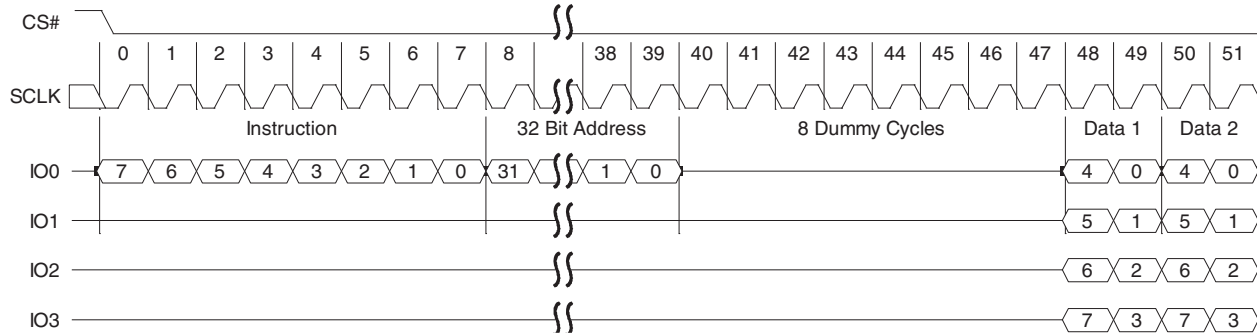 CS#
0 1 2 3 4 5 6 7 8 38 39 40 41 42 43 44 45 46 47 48 49 50 51
SCLK
Instruction 32 Bit Address 8 Dummy Cycles Data 1 Data 2
IO0 7 6 5 4 3 2 1 0 31 1 0 4 0 4 0
IO1 5 1 5 1
IO2 6 2 6 2
IO3 7 3 7 3